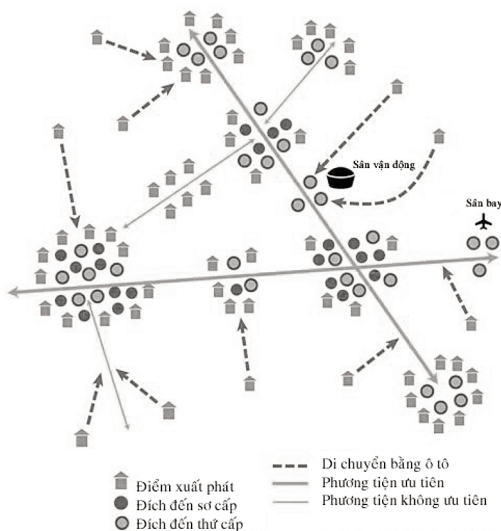 Sân vận động
Sân bay
Điểm xuất phát
Đích đến sơ cấp
Đích đến thứ cấp
Di chuyển bằng ô tô
Phương tiện ưu tiên
Phương tiện không ưu tiên